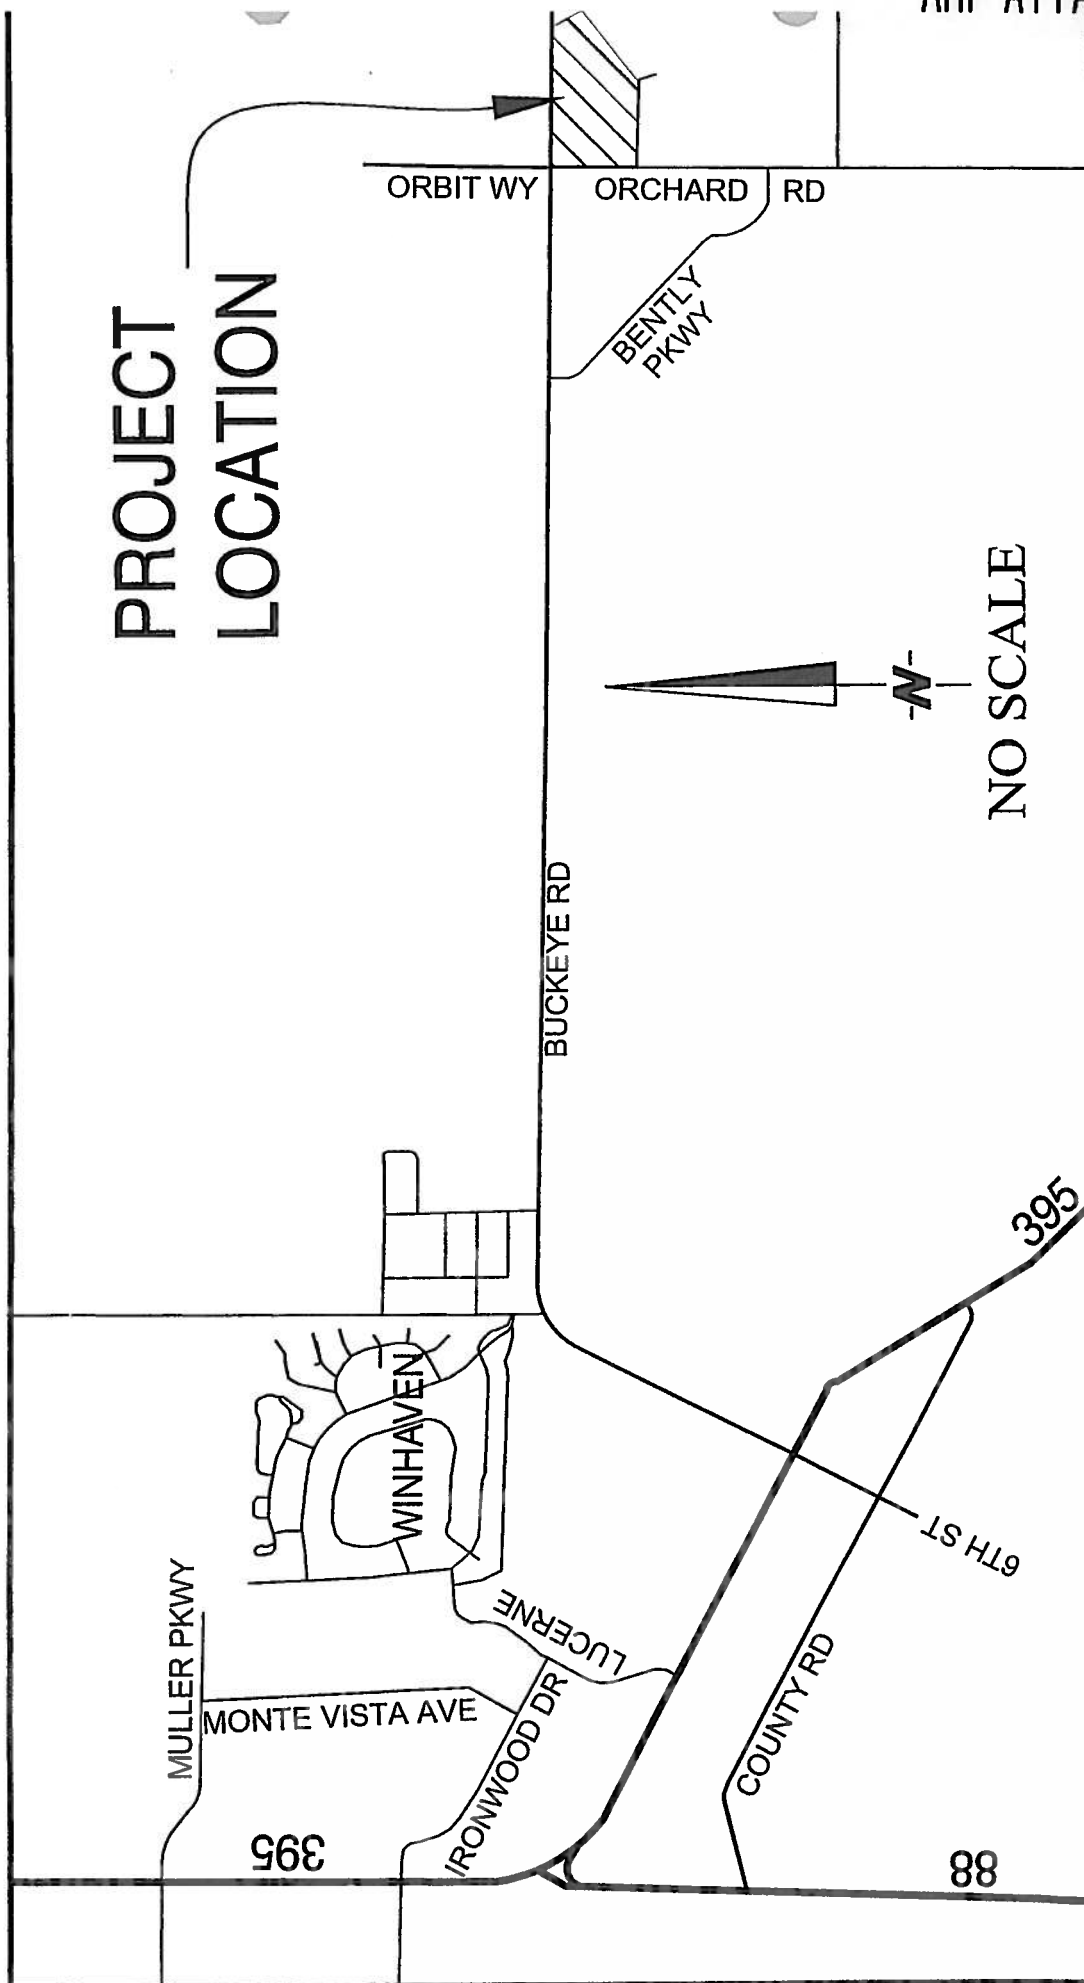 PROJECT
LOCATION
ORBIT WY
ORCHARD RD
BENTLY
PKWY
BUCKEYE RD
-N-
NO SCALE
395
WINHAVEN
6TH ST
LUCERNE
MULLER PKWY
MONTE VISTA AVE
IRONWOOD DR
COUNTY RD
395
88